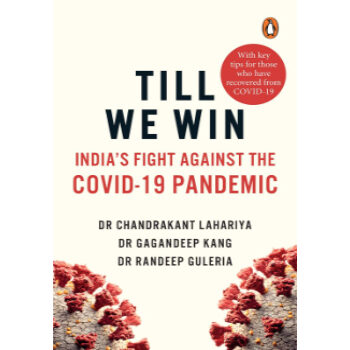 With key
tips for those
who have
recovered from
COVID-19
TILL
WE WIN
INDIA'S FIGHT AGAINST THE
COVID-19 PANDEMIC
DR CHANDRAKANT LAHARIYA
DR GAGANDEEP KANG
DR RANDEEP GULERIA